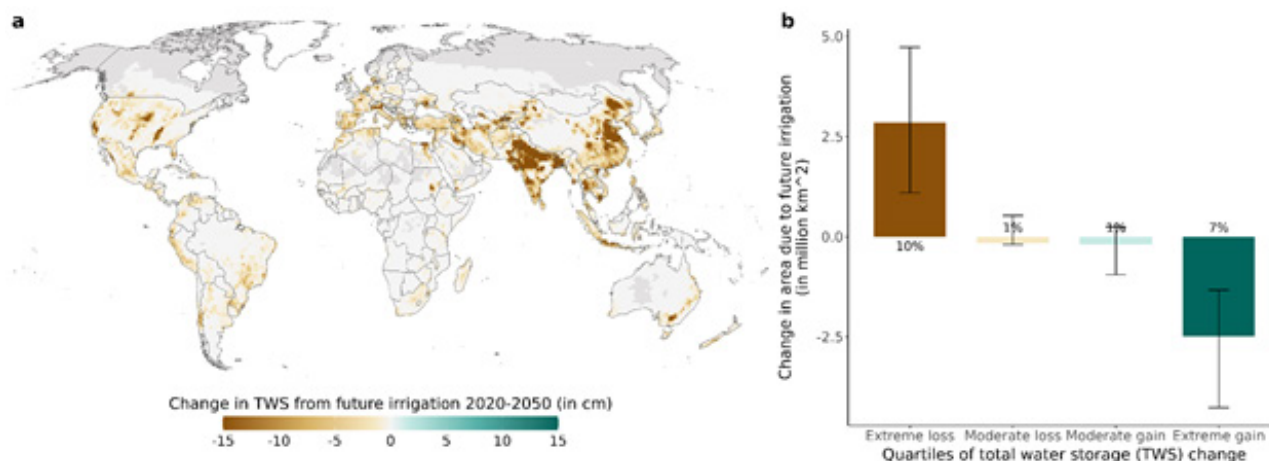 a
Change in TWS from future irrigation 2020-2050 (in cm)
-15 -10 -5 0 5 10 15
b
Change in area due to future irrigation
(in million km^2)
5.0
2.5
0.0
-2.5
10%
1%
1%
7%
Extreme loss Moderate loss Moderate gain Extreme gain
Quartiles of total water storage (TWS) change